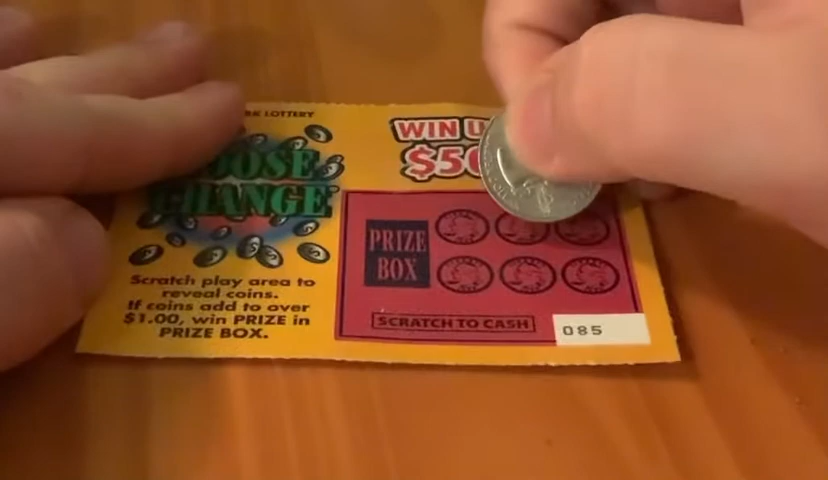 LOTTERY
CHANGE
Scratch play area to
reveal coins.
If coins add to over
$1.00, win PRIZE in
PRIZE BOX.
WIN
PRIZE
BOX
SCRATCH TO CASH
085